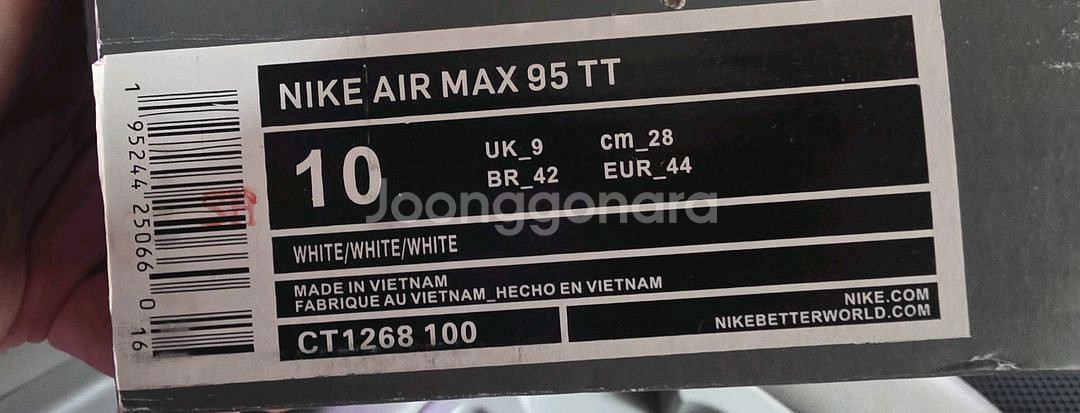 NIKE AIR MAX 95 TT
10
UK_9 cm_28
BR_42 EUR_44
Joonggonara
WHITE/WHITE/WHITE
MADE IN VIETNAM
FABRIQUE AU VIETNAM_HECHO EN VIETNAM
CT1268 100
NIKE.COM
NIKEBETTERWORLD.COM
1 95244 25066 0 16